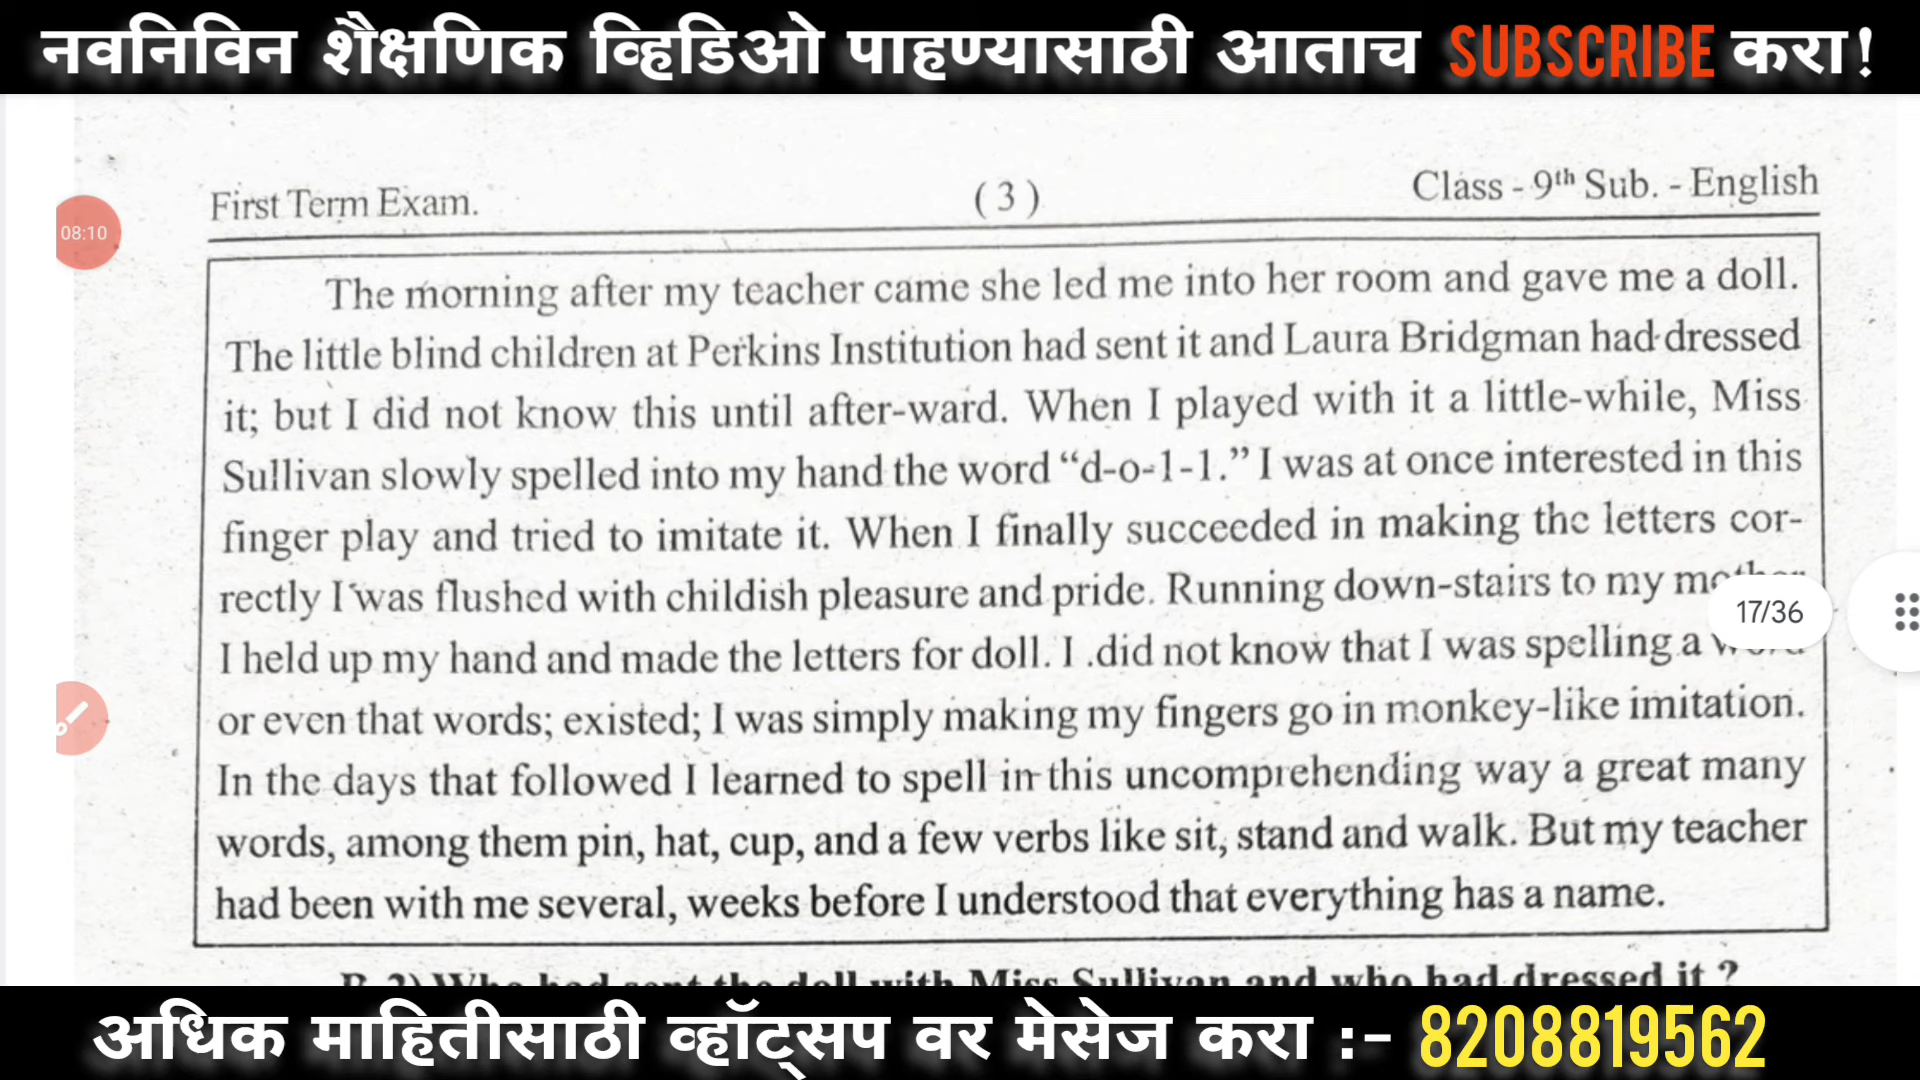 नवनिविन शैक्षणिक व्हिडिओ पाहण्यासाठी आताच SUBSCRIBE करा!
First Term Exam.
( 3 )
Class - 9th Sub. - English
08:10
The morning after my teacher came she led me into her room and gave me a doll.
The little blind children at Perkins Institution had sent it and Laura Bridgman had dressed
it; but I did not know this until after-ward. When I played with it a little-while, Miss
Sullivan slowly spelled into my hand the word “d-o-l-l.” I was at once interested in this
finger play and tried to imitate it. When I finally succeeded in making the letters cor-
rectly I was flushed with childish pleasure and pride. Running down-stairs to my mother
17/36
I held up my hand and made the letters for doll. I .did not know that I was spelling a word
or even that words; existed; I was simply making my fingers go in monkey-like imitation.
In the days that followed I learned to spell in this uncomprehending way a great many
words, among them pin, hat, cup, and a few verbs like sit, stand and walk. But my teacher
had been with me several, weeks before I understood that everything has a name.
B 2) Who had sent the doll with Miss Sullivan and who had dressed it ?
अधिक माहितीसाठी व्हॉट्सप वर मेसेज करा :- 8208819562